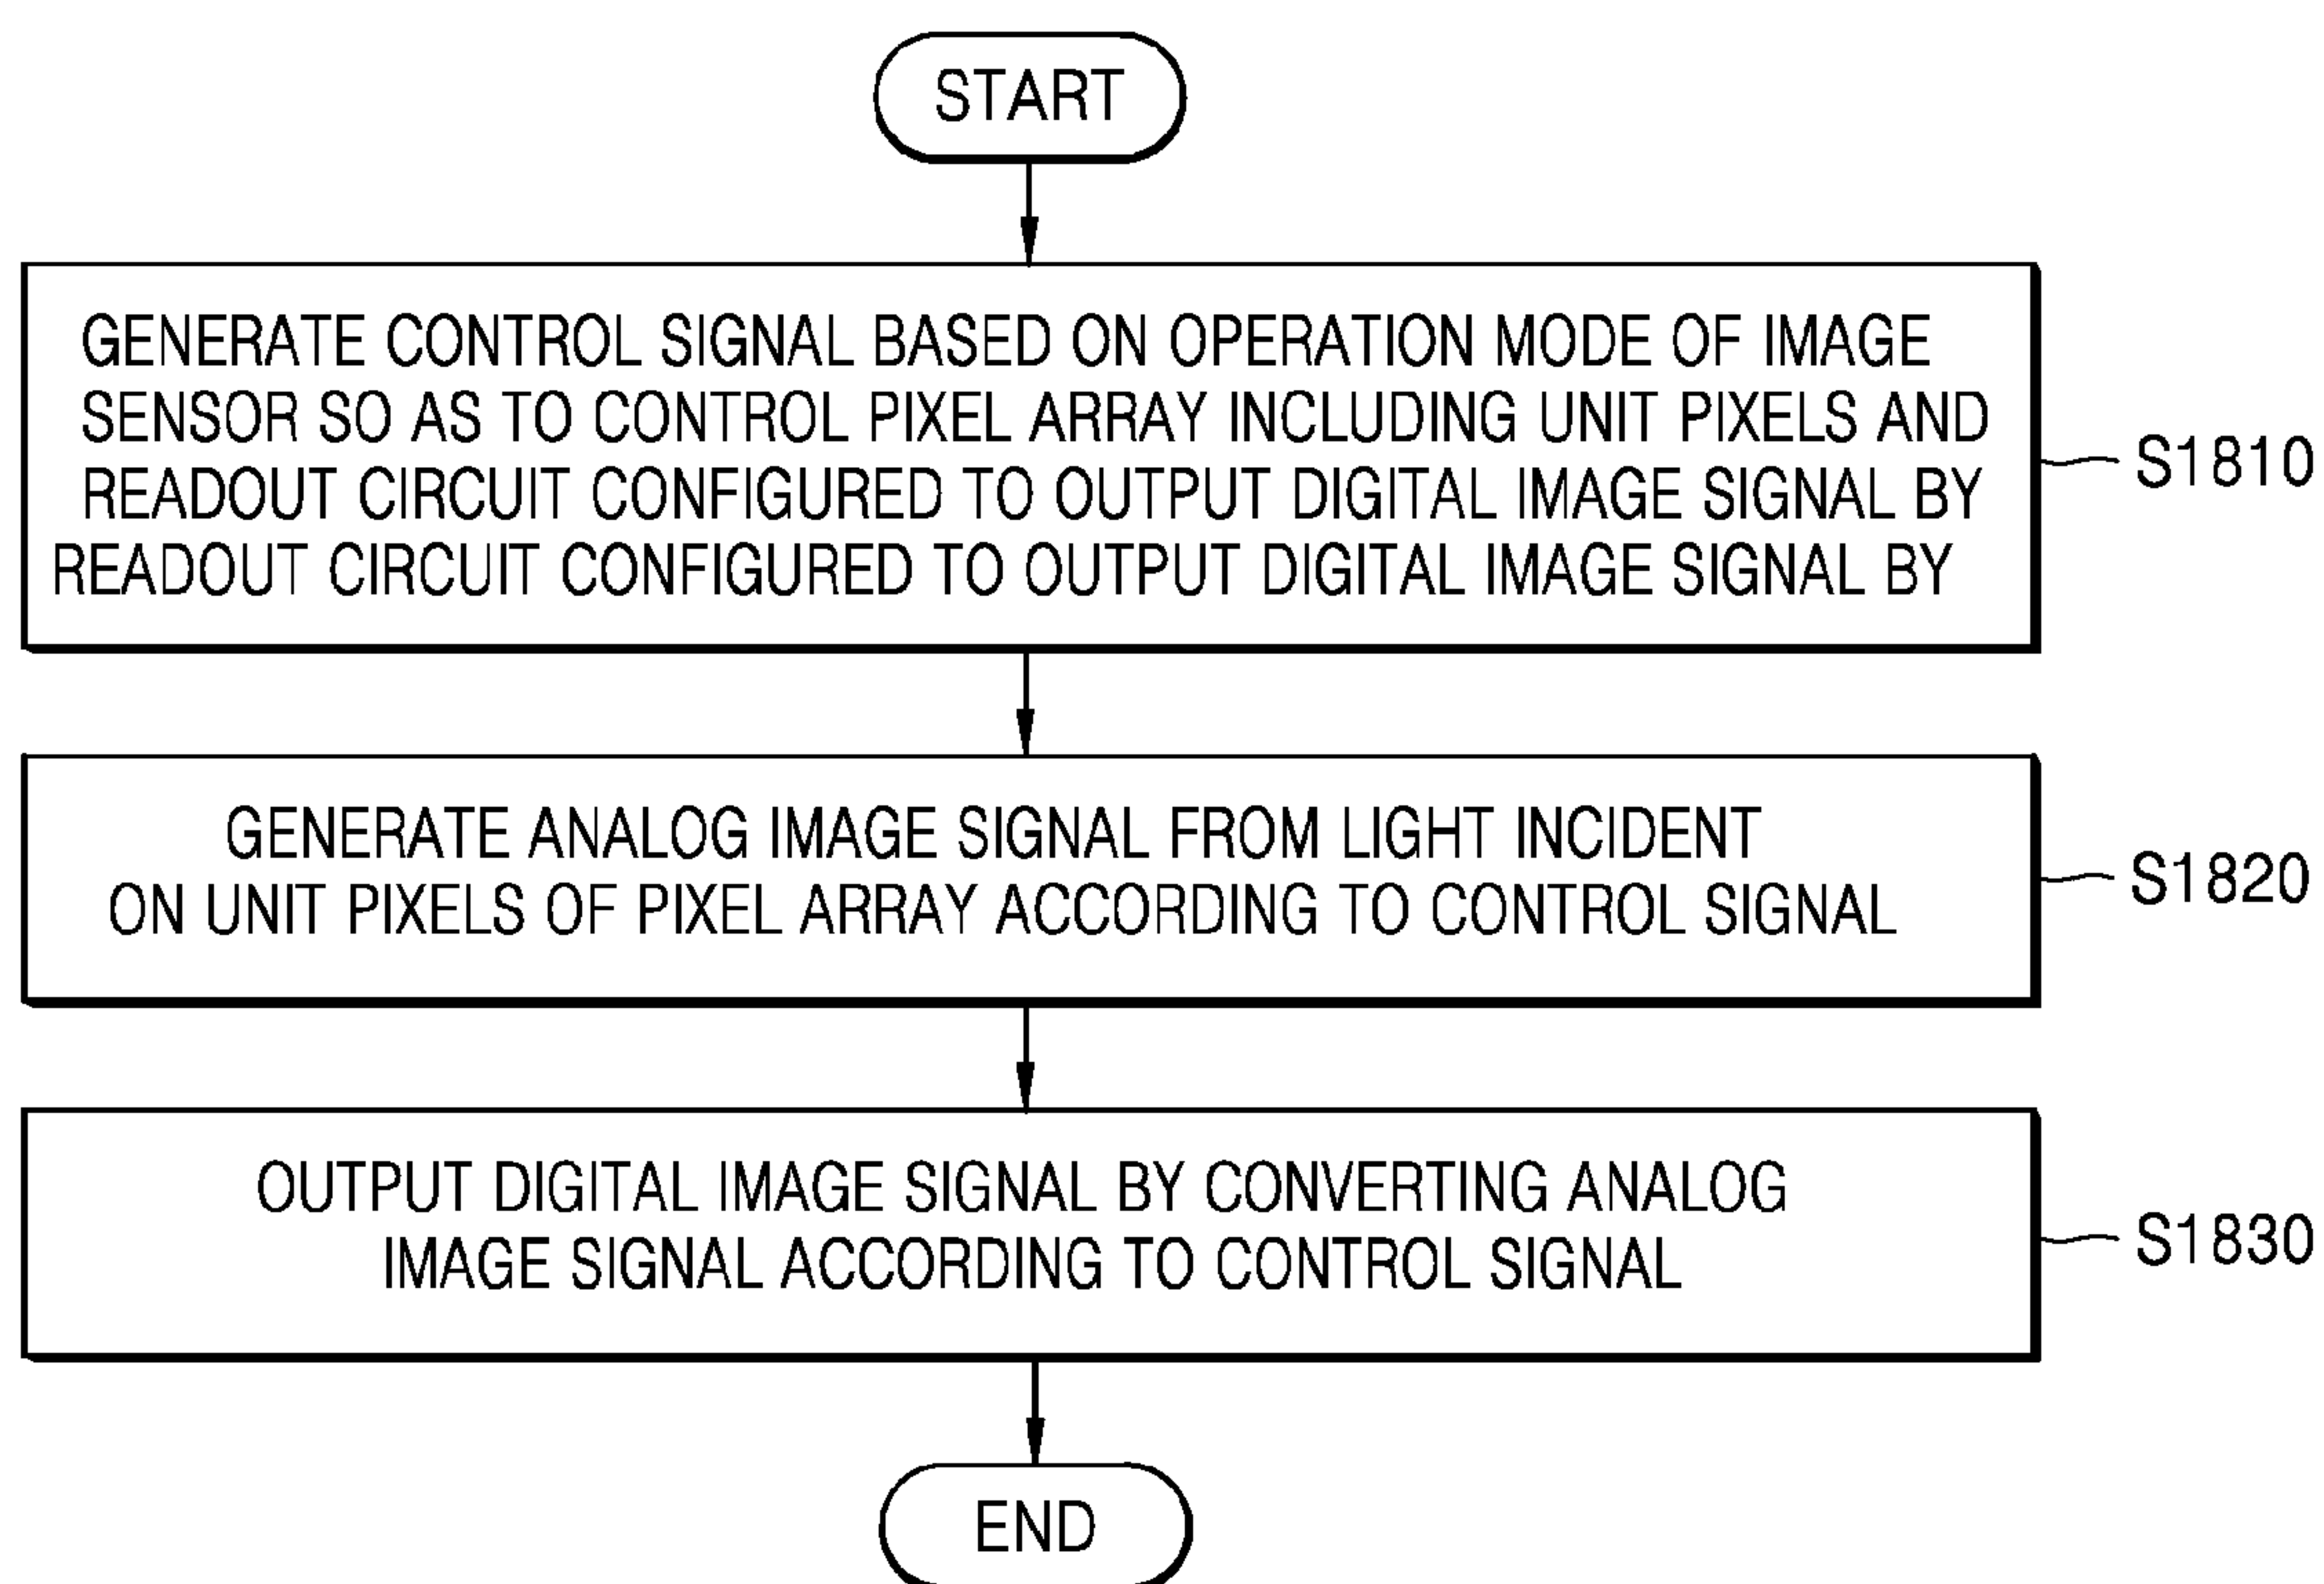 START
GENERATE CONTROL SIGNAL BASED ON OPERATION MODE OF IMAGE
SENSOR SO AS TO CONTROL PIXEL ARRAY INCLUDING UNIT PIXELS AND
READOUT CIRCUIT CONFIGURED TO OUTPUT DIGITAL IMAGE SIGNAL BY
READOUT CIRCUIT CONFIGURED TO OUTPUT DIGITAL IMAGE SIGNAL BY
S1810
GENERATE ANALOG IMAGE SIGNAL FROM LIGHT INCIDENT
ON UNIT PIXELS OF PIXEL ARRAY ACCORDING TO CONTROL SIGNAL
S1820
OUTPUT DIGITAL IMAGE SIGNAL BY CONVERTING ANALOG
IMAGE SIGNAL ACCORDING TO CONTROL SIGNAL
S1830
END